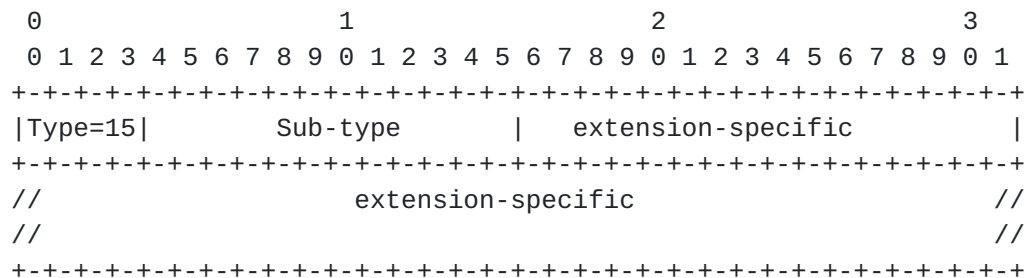 0                   1                   2                   3
 0 1 2 3 4 5 6 7 8 9 0 1 2 3 4 5 6 7 8 9 0 1 2 3 4 5 6 7 8 9 0 1
+-+-+-+-+-+-+-+-+-+-+-+-+-+-+-+-+-+-+-+-+-+-+-+-+-+-+-+-+-+-+-+-+
|Type=15|        Sub-type       |   extension-specific          |
+-+-+-+-+-+-+-+-+-+-+-+-+-+-+-+-+-+-+-+-+-+-+-+-+-+-+-+-+-+-+-+-+
//                    extension-specific                       //
//                                                             //
+-+-+-+-+-+-+-+-+-+-+-+-+-+-+-+-+-+-+-+-+-+-+-+-+-+-+-+-+-+-+-+-+